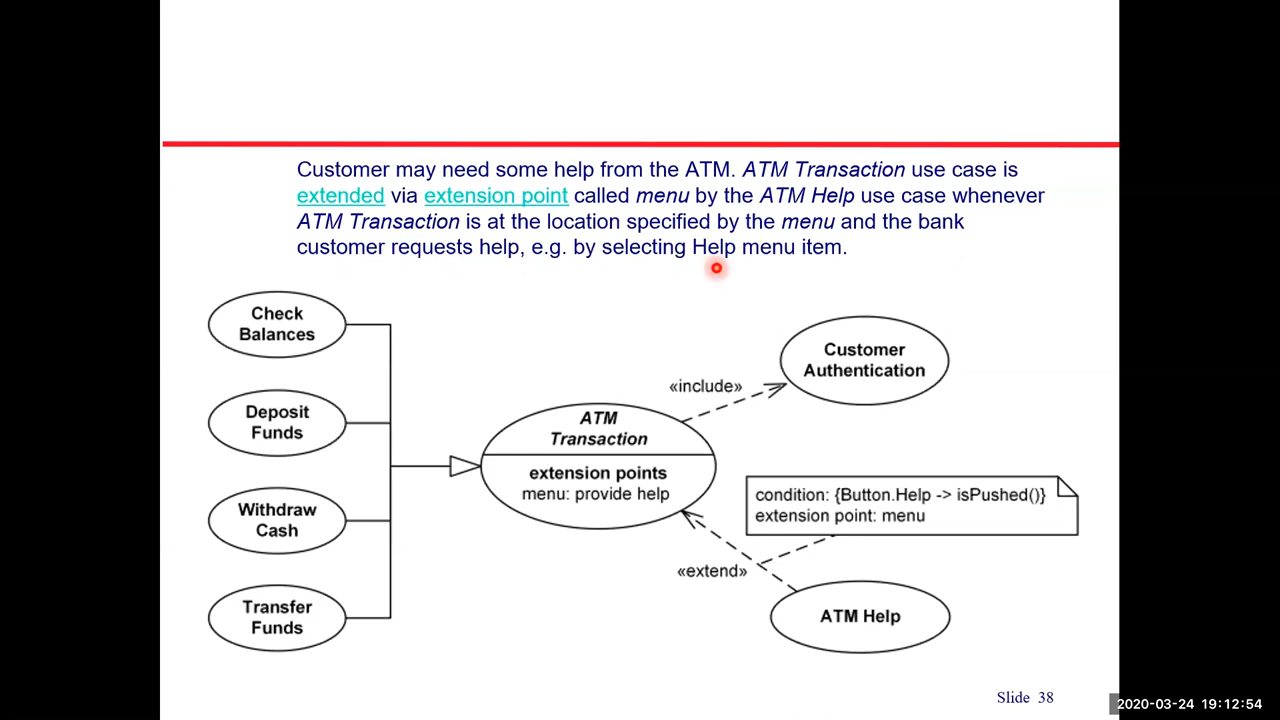 Customer may need some help from the ATM. ATM Transaction use case is
extended via extension point called menu by the ATM Help use case whenever
ATM Transaction is at the location specified by the menu and the bank
customer requests help, e.g. by selecting Help menu item.
Check
Balances
Deposit
Funds
Withdraw
Cash
Transfer
Funds
ATM
Transaction
extension points
menu: provide help
«include»
Customer
Authentication
condition: {Button.Help -> isPushed()}
extension point: menu
«extend»
ATM Help
Slide 38
2020-03-24 19:12:54